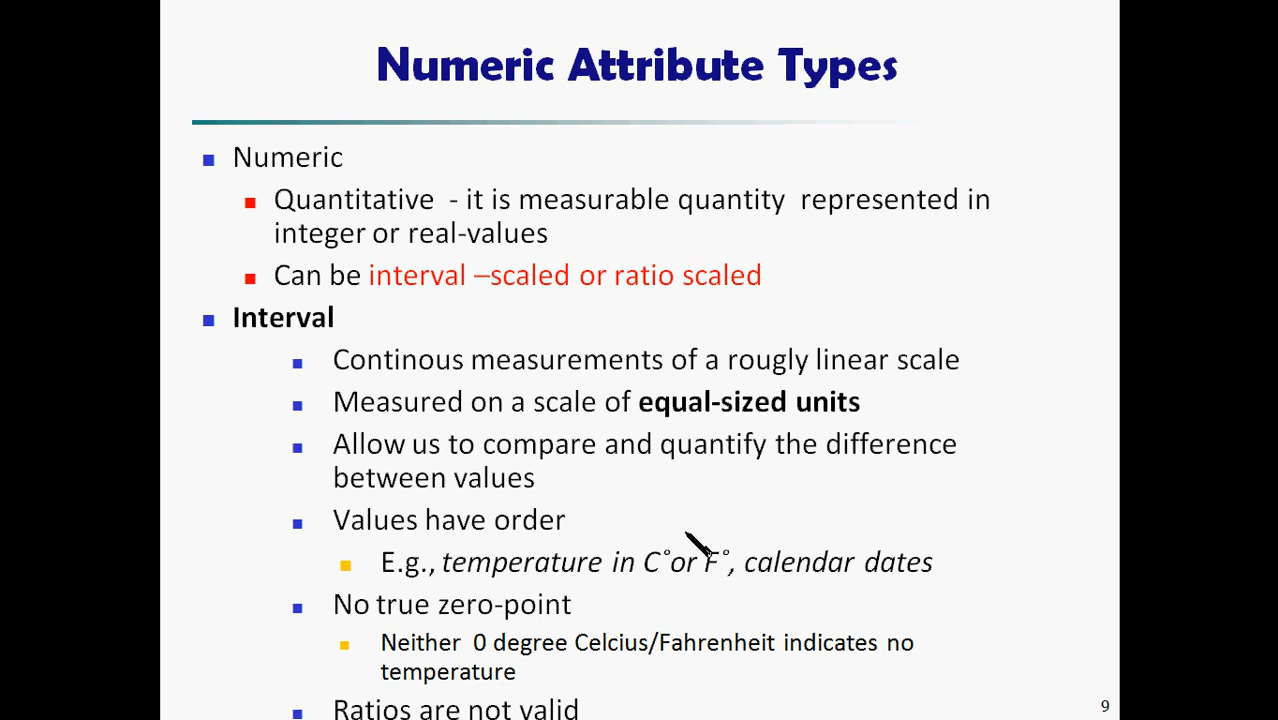 Numeric Attribute Types
Numeric
Quantitative - it is measurable quantity represented in
integer or real-values
Can be interval –scaled or ratio scaled
Interval
Continous measurements of a rougly linear scale
Measured on a scale of equal-sized units
Allow us to compare and quantify the difference
between values
Values have order
E.g., temperature in C˚or F˚, calendar dates
No true zero-point
Neither 0 degree Celcius/Fahrenheit indicates no
temperature
Ratios are not valid
9